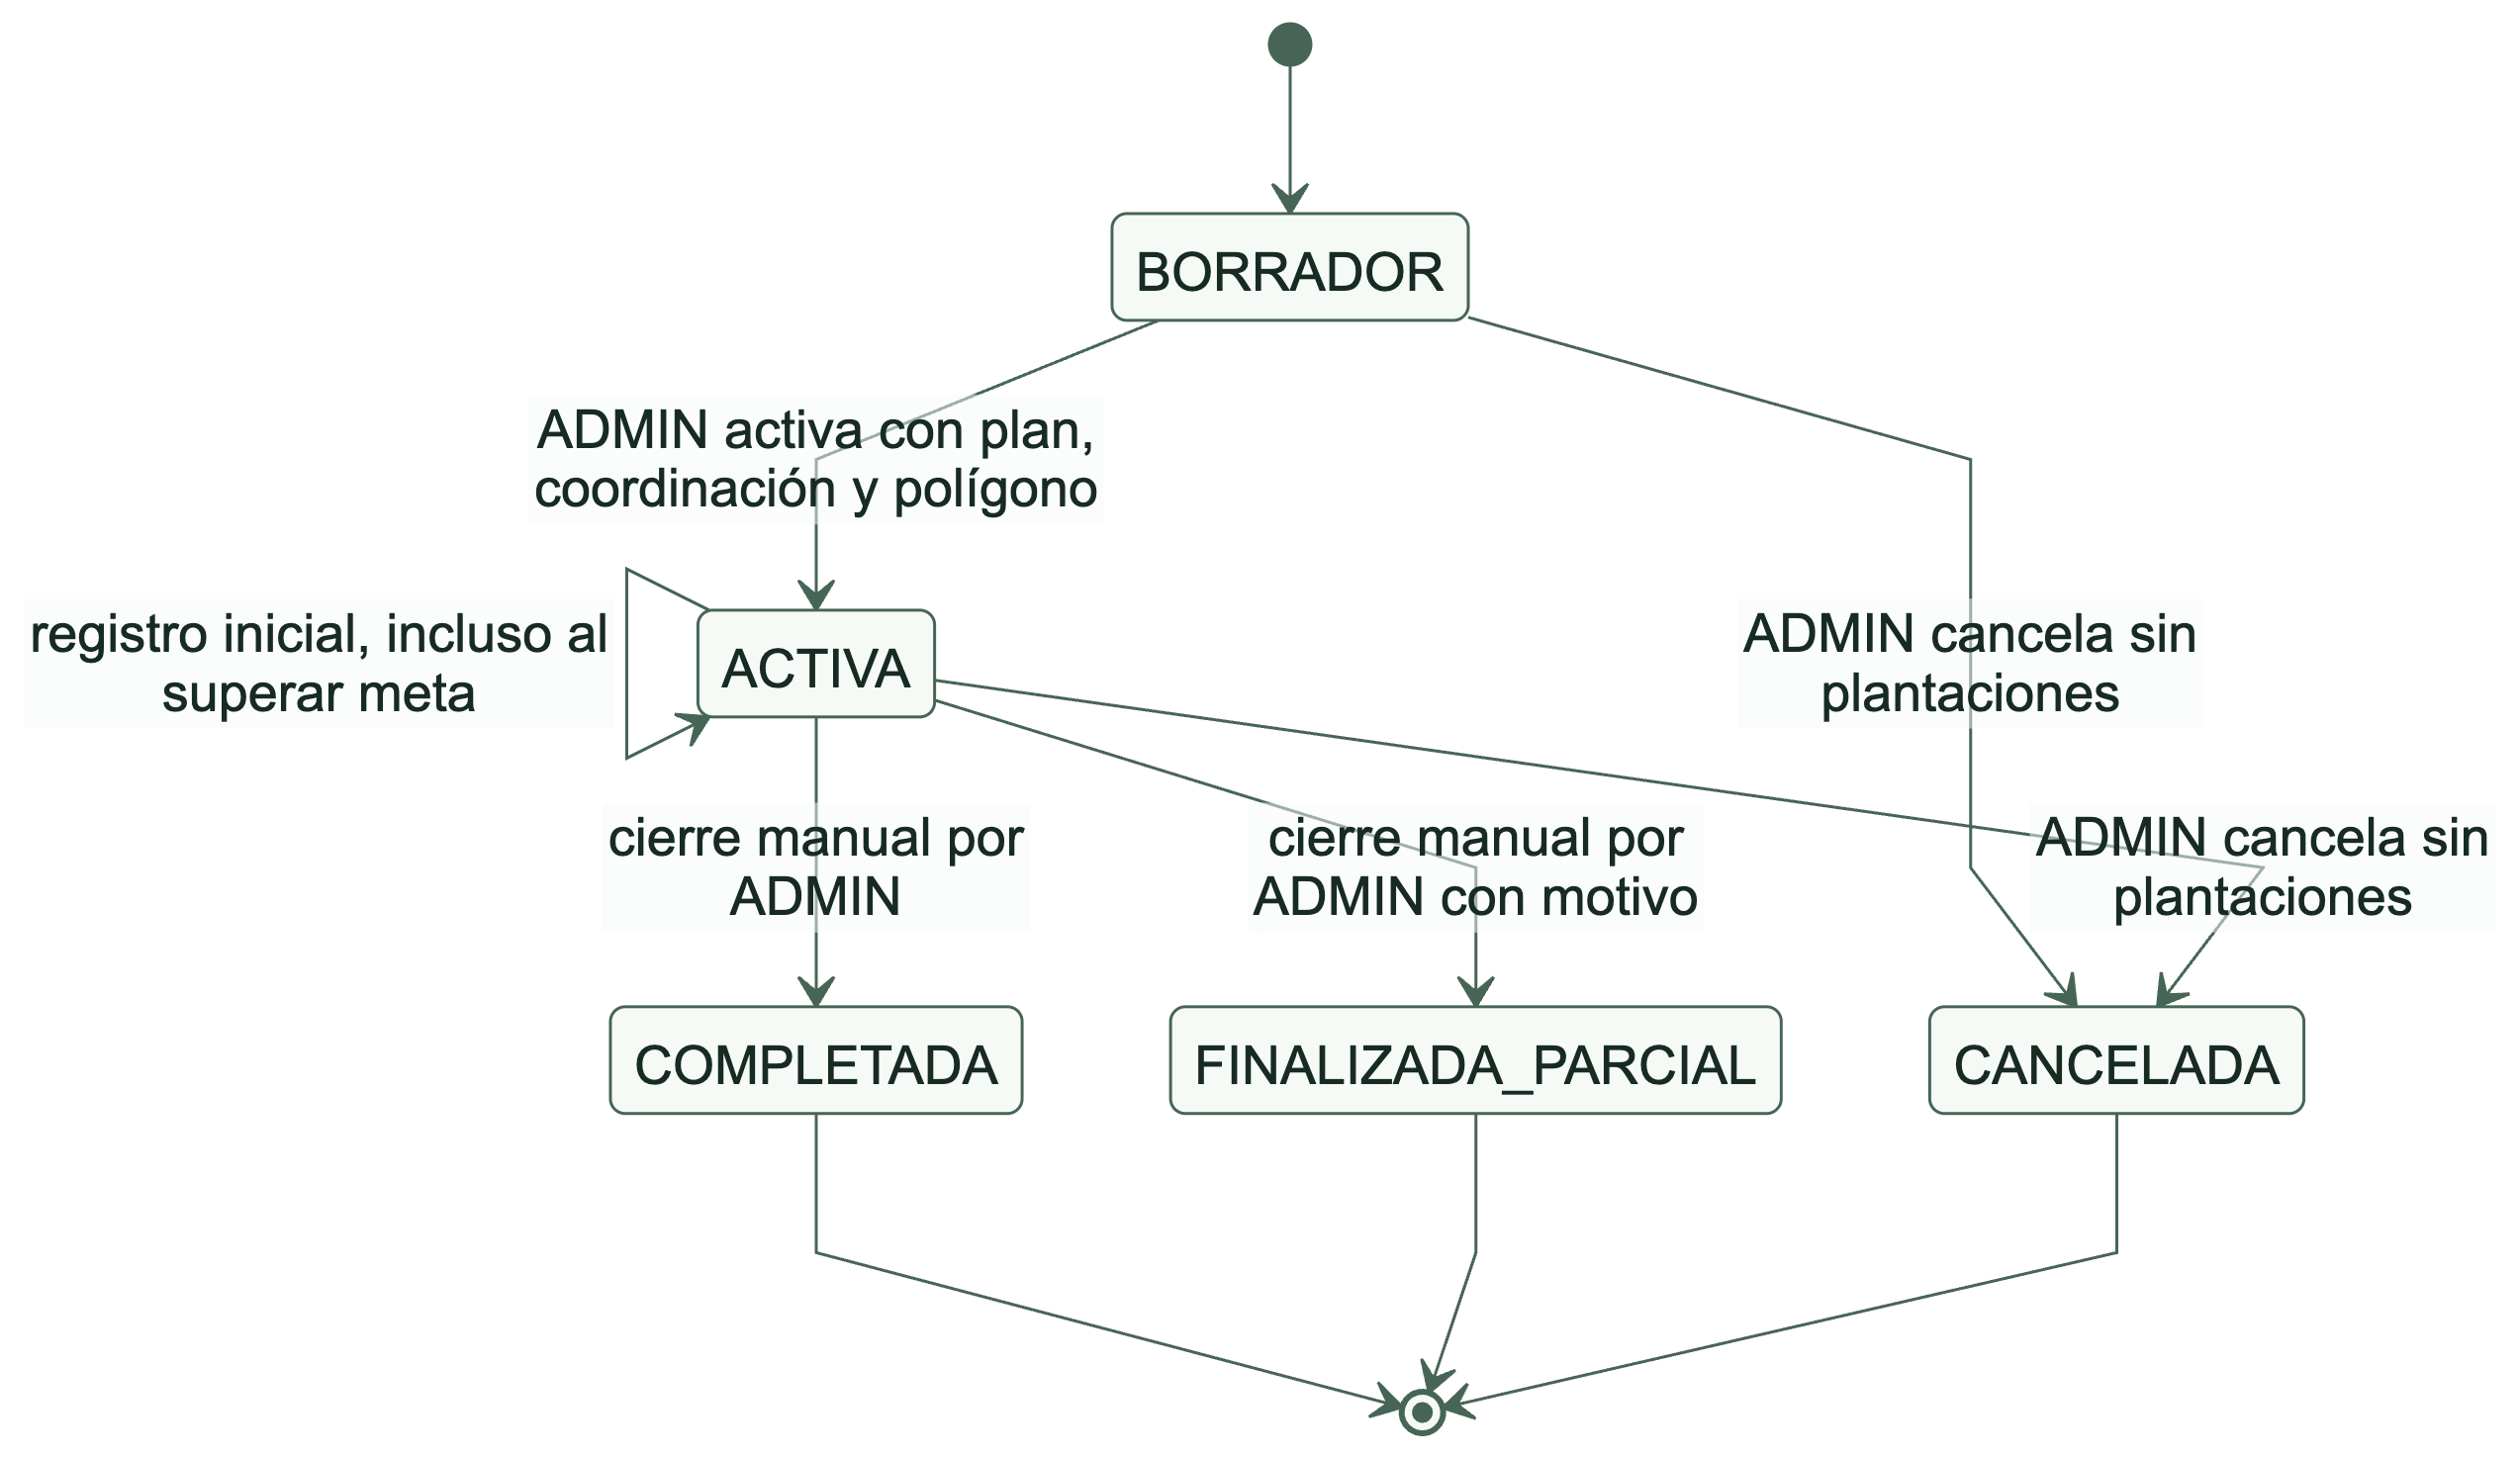 BORRADOR
ADMIN activa con plan,
coordinación y polígono
registro inicial, incluso al
superar meta
ACTIVA
ADMIN cancela sin
plantaciones
cierre manual por
ADMIN
cierre manual por
ADMIN con motivo
ADMIN cancela sin
plantaciones
COMPLETADA
FINALIZADA_PARCIAL
CANCELADA